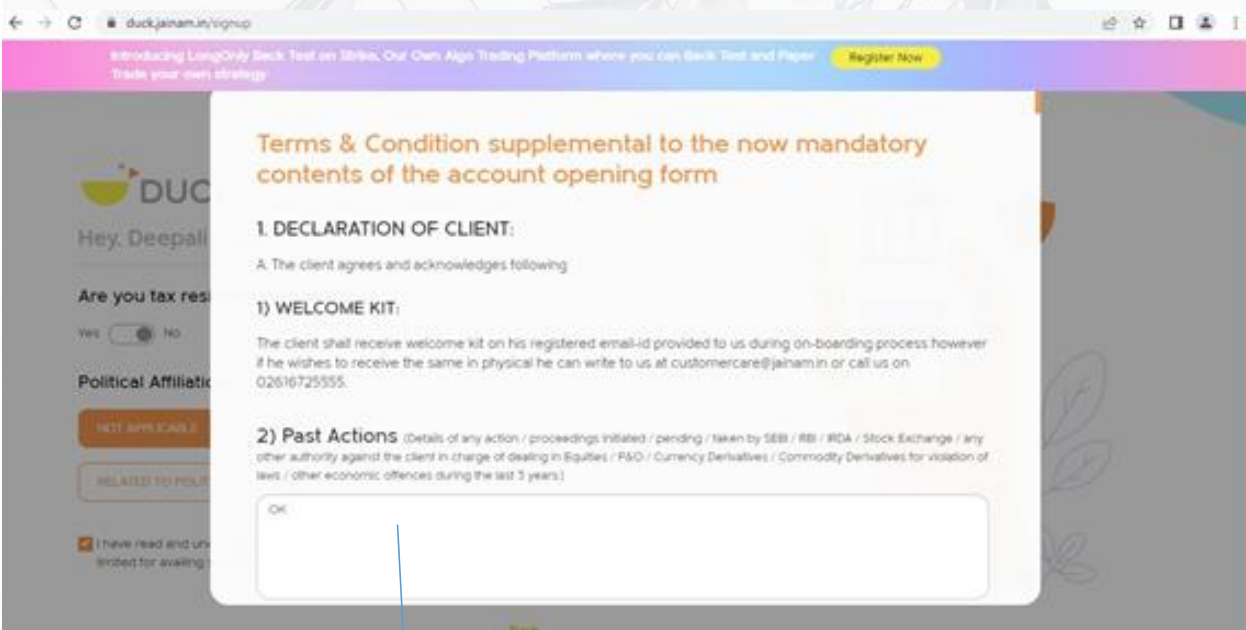 duck.jainam.in/signup
Introducing LongOnly Back Test on Strike, Our Own Algo Trading Platform where you can Back Test and Paper
Trade your own strategy
Register Now
Terms & Condition supplemental to the now mandatory
contents of the account opening form
DUC
Hey, Deepali
1. DECLARATION OF CLIENT:
A. The client agrees and acknowledges following
Are you tax resi
1) WELCOME KIT:
Yes No
The client shall receive welcome kit on his registered email-id provided to us during on-boarding process however
if he wishes to receive the same in physical he can write to us at customercare@jainam.in or call us on
02616725555.
Political Affiliatio
NOT APPLICABLE
2) Past Actions (Details of any action / proceedings initiated / pending / taken by SEBI / RBI / IRDA / Stock Exchange / any
other authority against the client in charge of dealing in Equities / F&O / Currency Derivatives / Commodity Derivatives for violation of
laws / other economic offences during the last 3 years.)
RELATED TO POLIT
OK
I have read and un
limited for availing